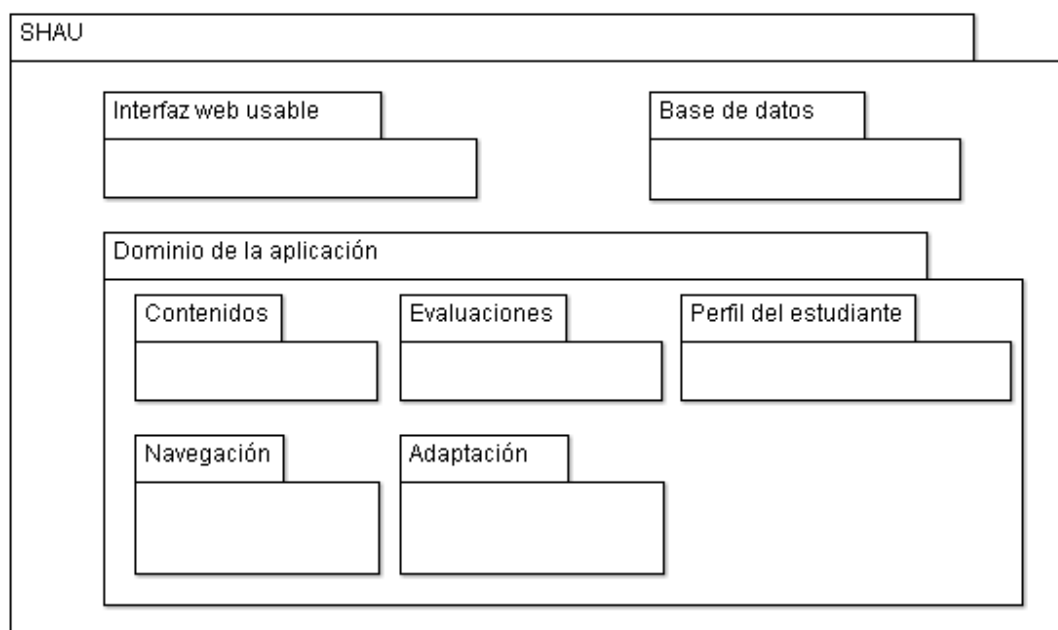 SHAU
Interfaz web usable
Base de datos
Dominio de la aplicación
Contenidos
Evaluaciones
Perfil del estudiante
Navegación
Adaptación